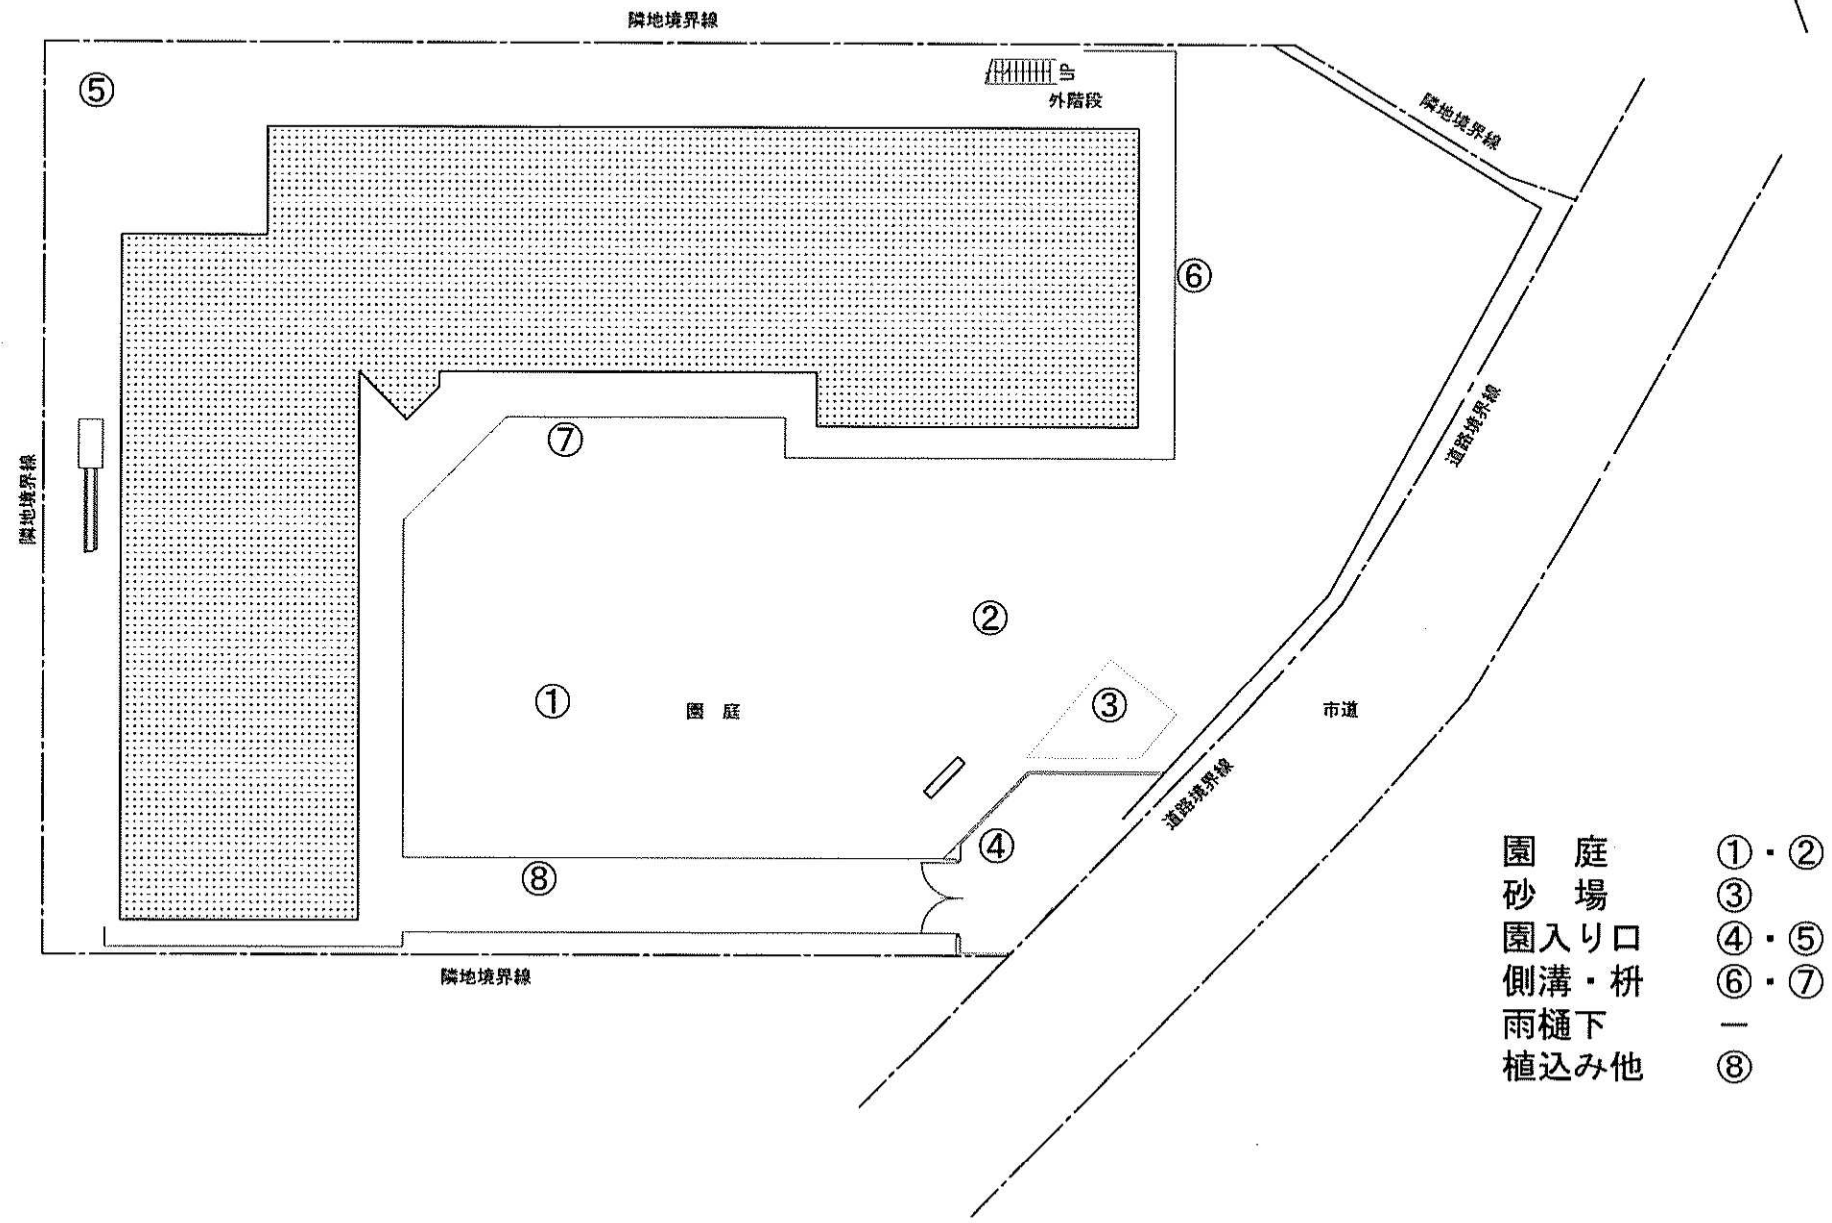 隣地境界線
⑤
UP
外階段
隣地境界線
⑥
道路境界線
⑦
隣地境界線
②
①
園 庭
③
市道
道路境界線
④
⑧
隣地境界線
園 庭 ①・②
砂 場 ③
園入り口 ④・⑤
側溝・枡 ⑥・⑦
雨樋下 －
植込み他 ⑧